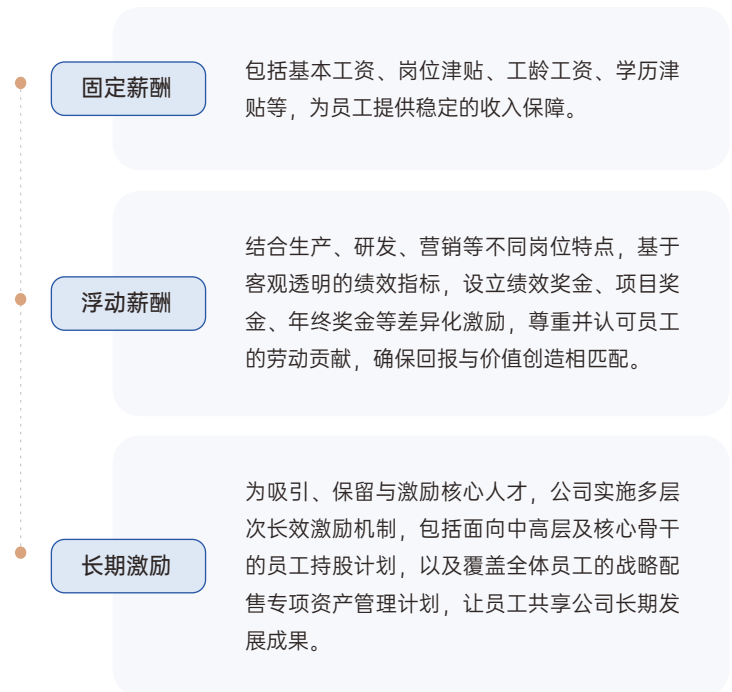 固定薪酬
包括基本工资、岗位津贴、工龄工资、学历津
贴等，为员工提供稳定的收入保障。
浮动薪酬
结合生产、研发、营销等不同岗位特点，基于
客观透明的绩效指标，设立绩效奖金、项目奖
金、年终奖金等差异化激励，尊重并认可员工
的劳动贡献，确保回报与价值创造相匹配。
长期激励
为吸引、保留与激励核心人才，公司实施多层
次长效激励机制，包括面向中高层及核心骨干
的员工持股计划，以及覆盖全体员工的战略配
售专项资产管理计划，让员工共享公司长期发
展成果。